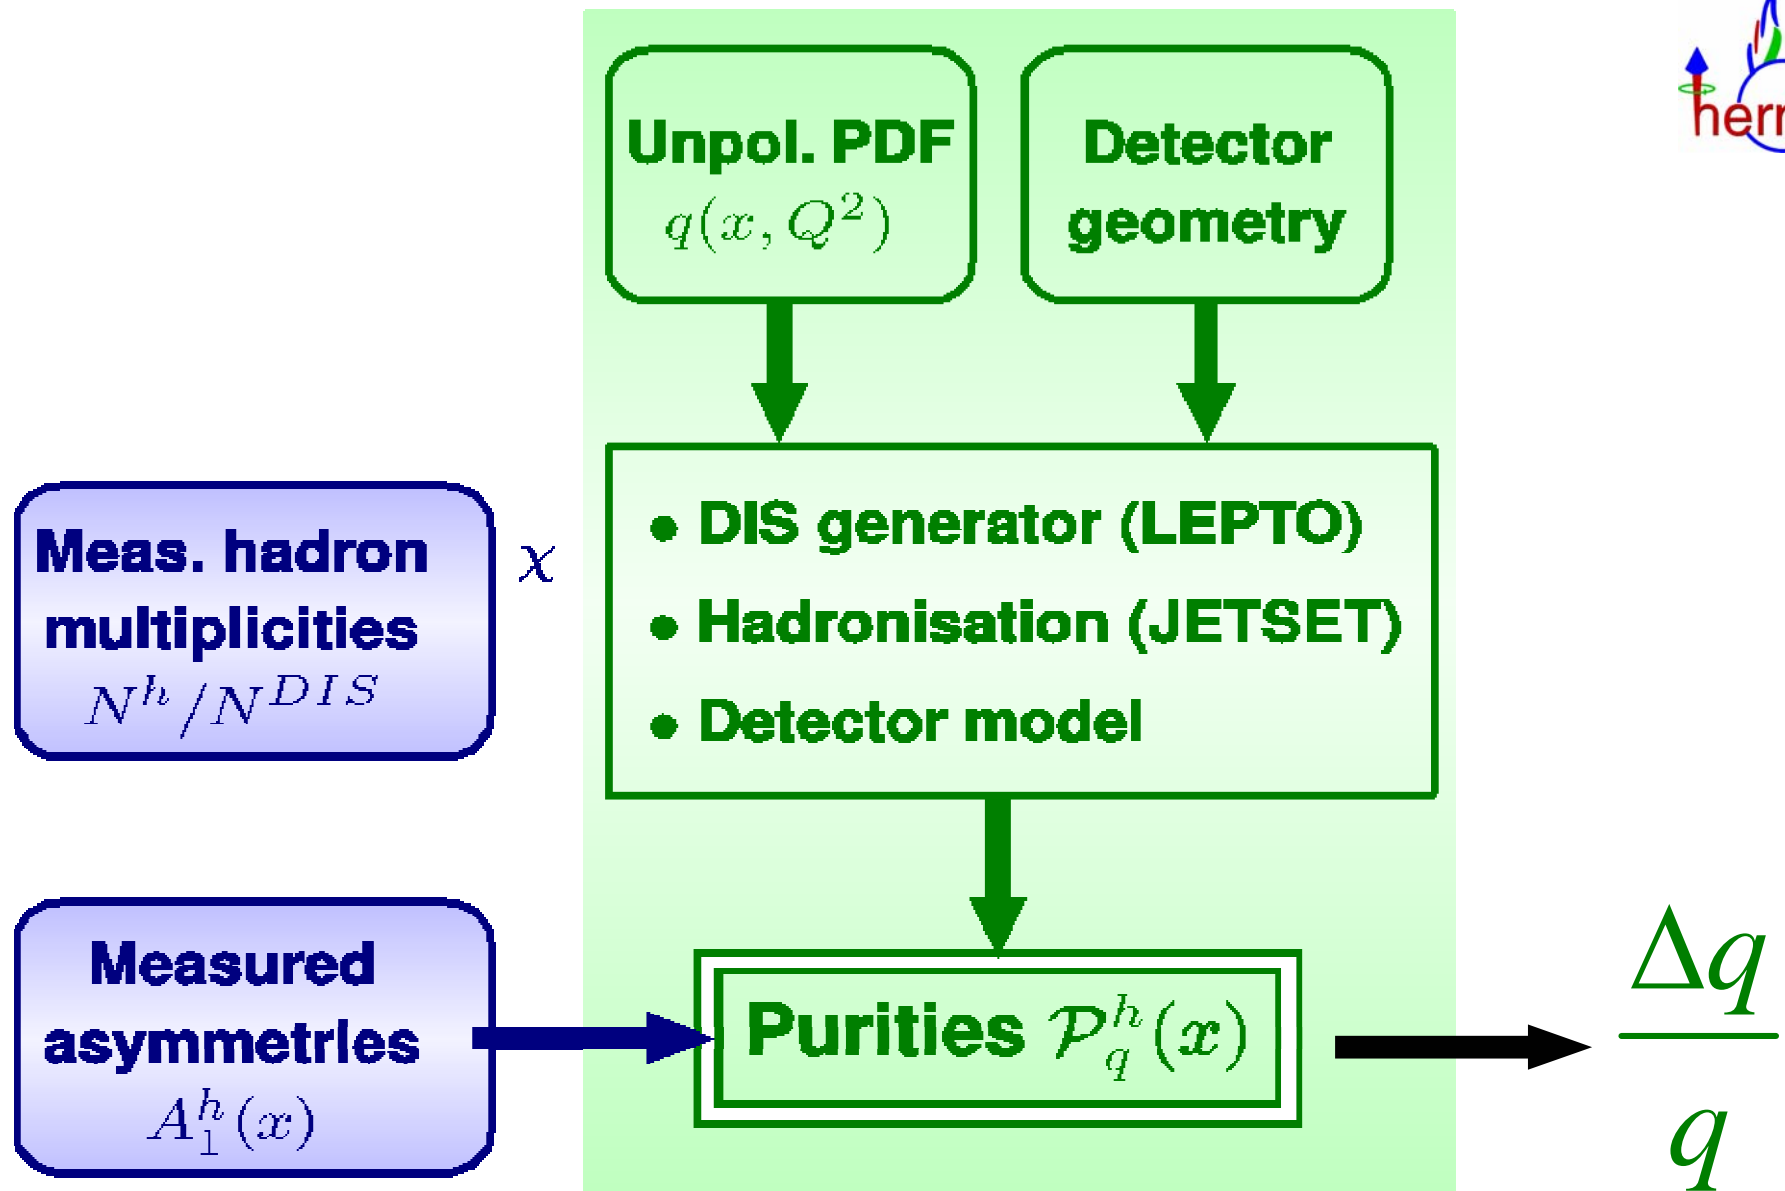 Unpol. PDF
q(x, Q²)
Detector
geometry
Meas. hadron
multiplicities
N^h/N^{DIS}
x
• DIS generator (LEPTO)
• Hadronisation (JETSET)
• Detector model
Measured
asymmetries
A_1^h(x)
Purities 𝒫_q^h(x)
Δq
q